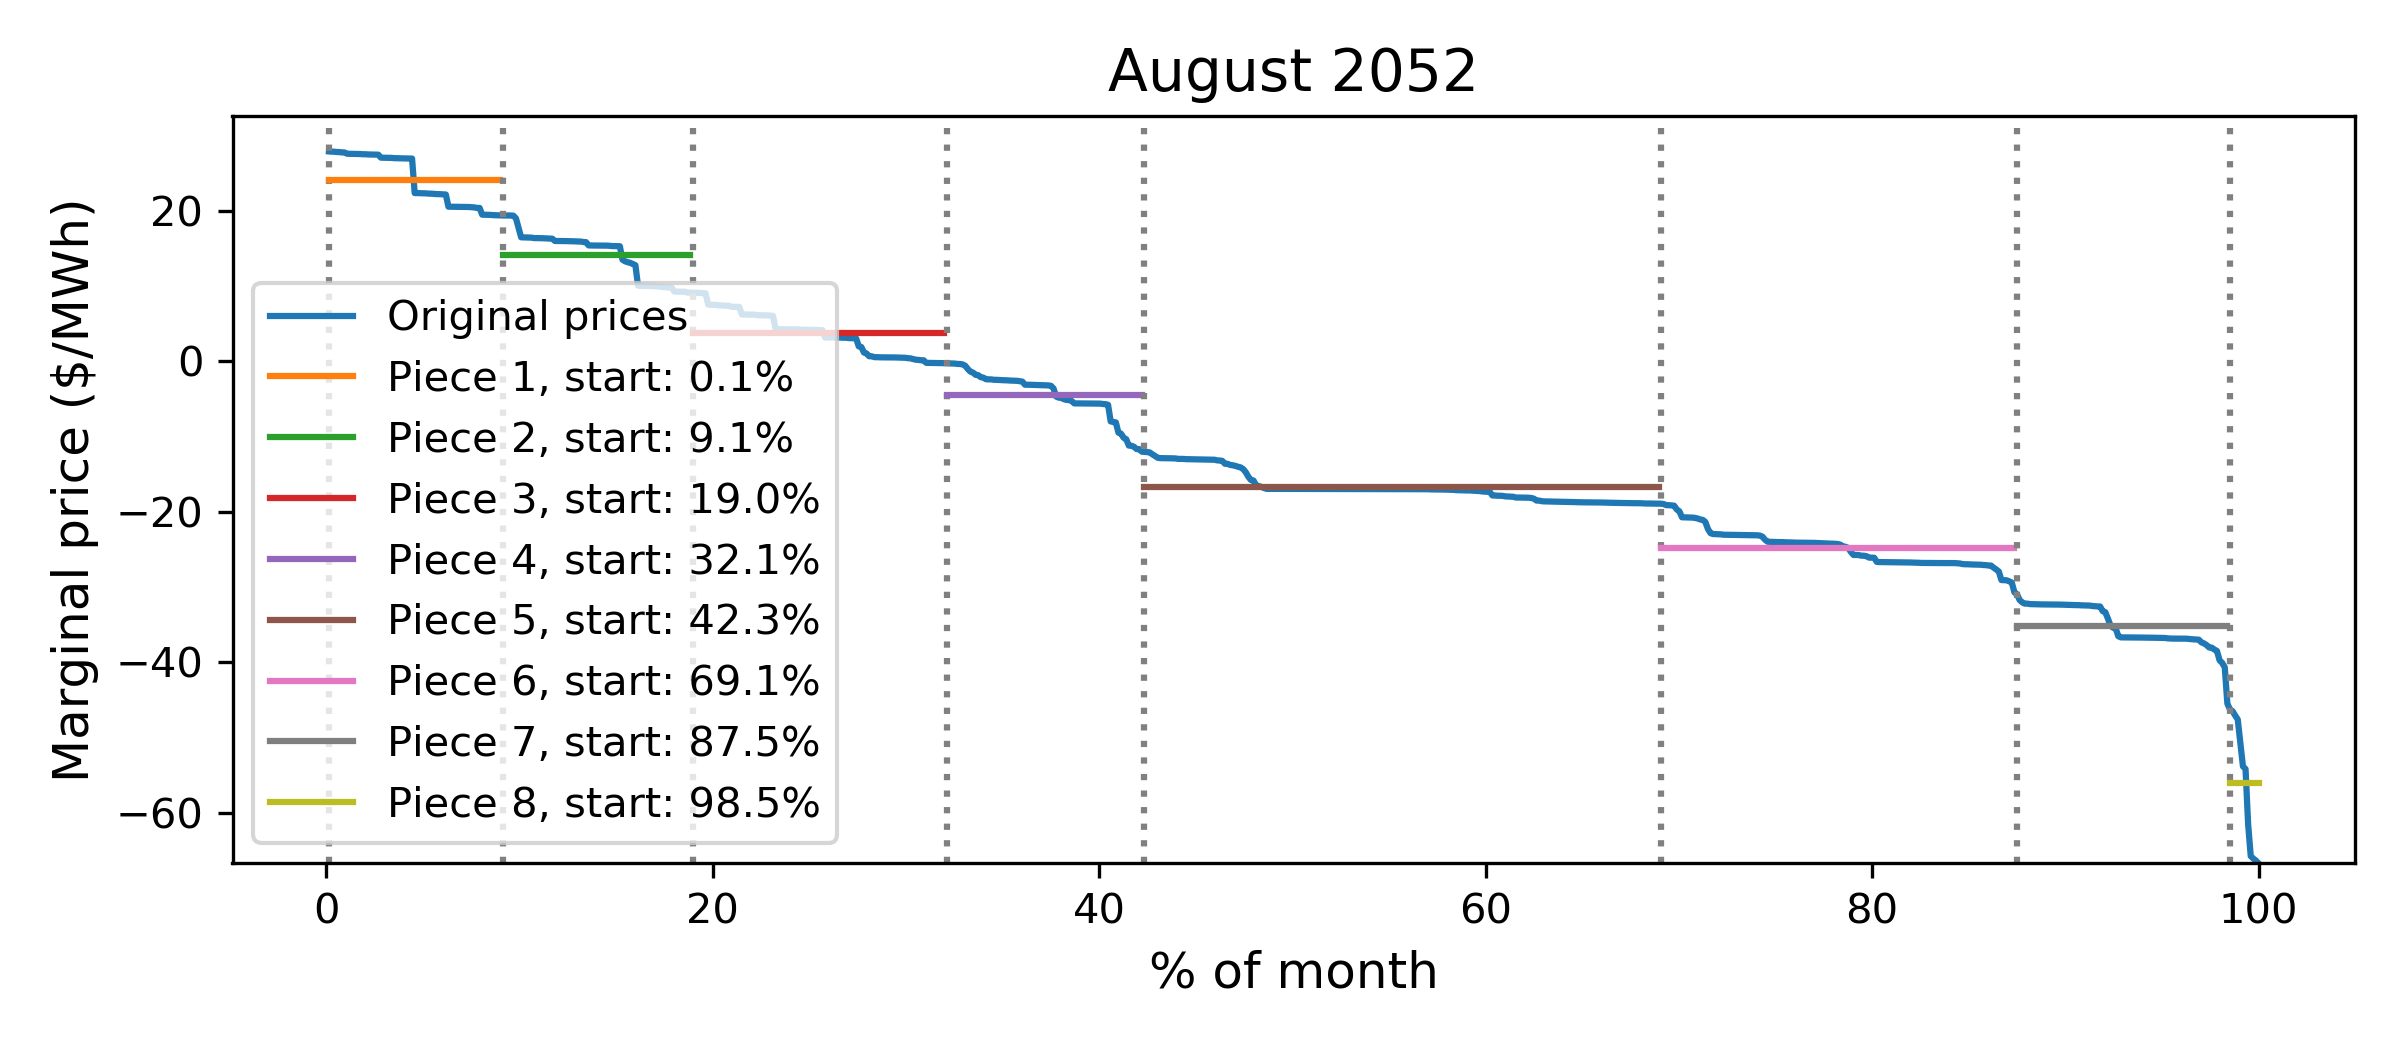 August 2052
Marginal price ($/MWh)
20
0
−20
−40
−60
Original prices
Piece 1, start: 0.1%
Piece 2, start: 9.1%
Piece 3, start: 19.0%
Piece 4, start: 32.1%
Piece 5, start: 42.3%
Piece 6, start: 69.1%
Piece 7, start: 87.5%
Piece 8, start: 98.5%
0 20 40 60 80 100
% of month